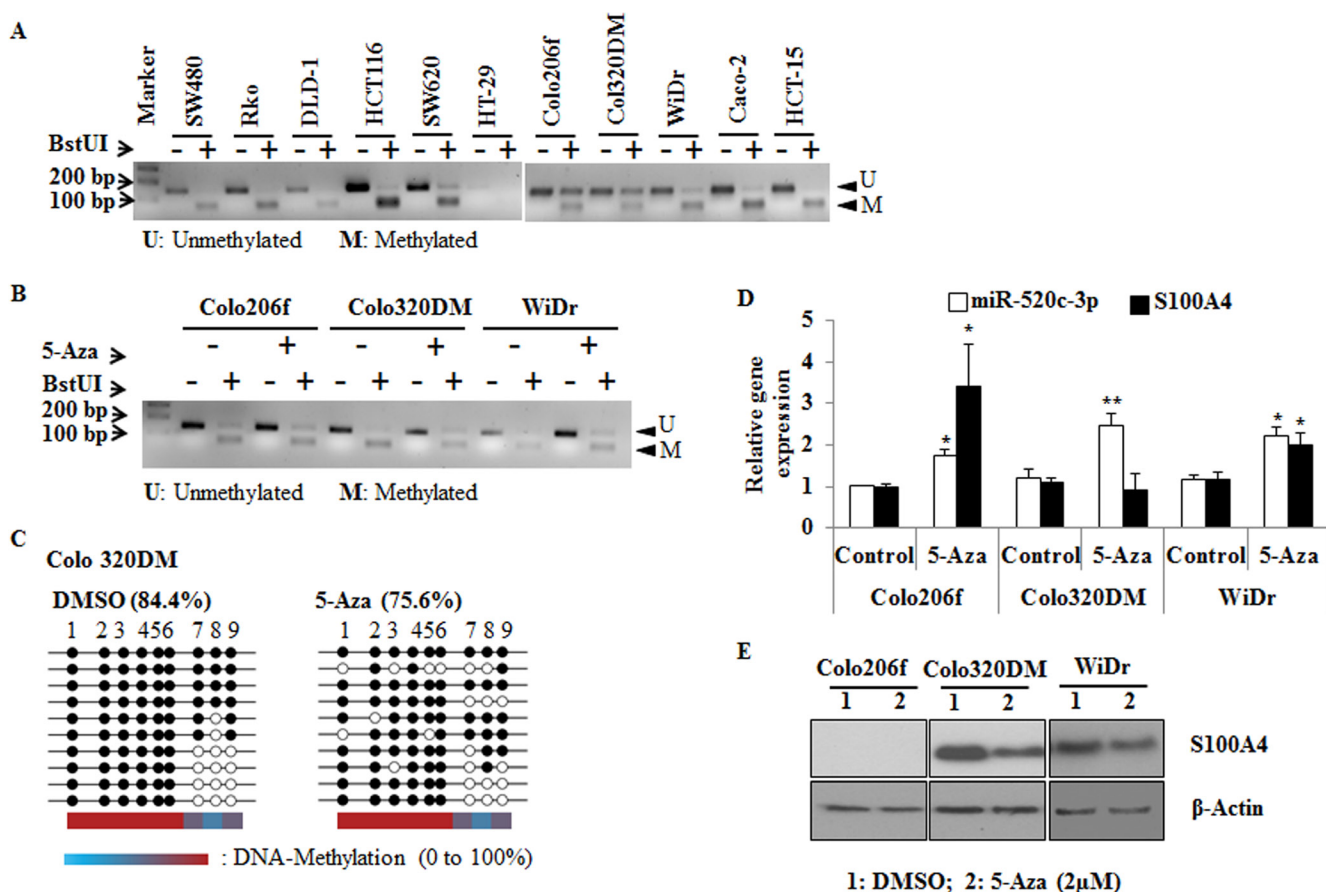 A
Marker
SW480
Rko
DLD-1
HCT116
SW620
HT-29
Colo206f
Col320DM
WiDr
Caco-2
HCT-15
BstUI - + - + - + - + - + - + - + - + - + - + - +
200 bp
100 bp
U
M
U: Unmethylated M: Methylated
B
Colo206f Colo320DM WiDr
5-Aza - + - + - +
BstUI - + - + - + - + - + - +
200 bp
100 bp
U
M
U: Unmethylated M: Methylated
C
Colo 320DM
DMSO (84.4%) 5-Aza (75.6%)
1 2 3 4 5 6 7 8 9 1 2 3 4 5 6 7 8 9
: DNA-Methylation (0 to 100%)
D
miR-520c-3p S100A4
Relative gene
expression
5
4
3
2
1
0
* * ** * *
Control 5-Aza Control 5-Aza Control 5-Aza
Colo206f Colo320DM WiDr
E
Colo206f Colo320DM WiDr
1 2 1 2 1 2
S100A4
β-Actin
1: DMSO; 2: 5-Aza (2μM)